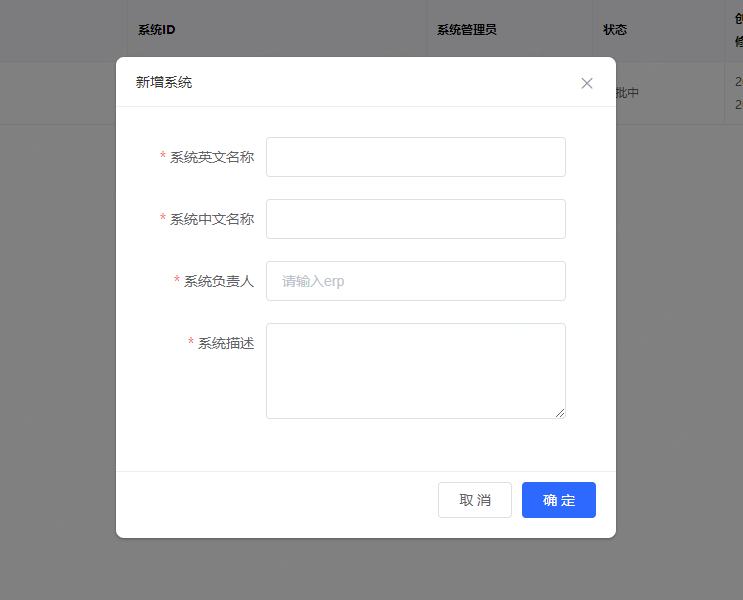 系统ID
系统管理员
状态
批中
新增系统
* 系统英文名称
* 系统中文名称
* 系统负责人
请输入erp
* 系统描述
取 消
确 定